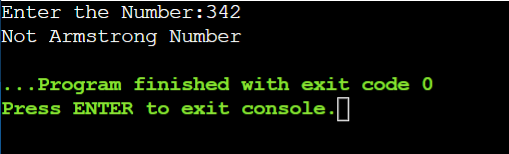 Enter the Number:342
Not Armstrong Number
...Program finished with exit code 0
Press ENTER to exit console.